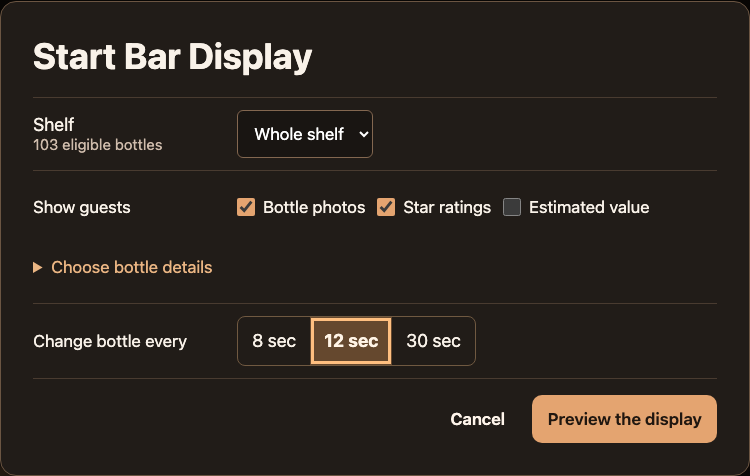 Start Bar Display
Shelf
103 eligible bottles
Whole shelf
Show guests
Bottle photos
Star ratings
Estimated value
Choose bottle details
Change bottle every
8 sec
12 sec
30 sec
Cancel
Preview the display